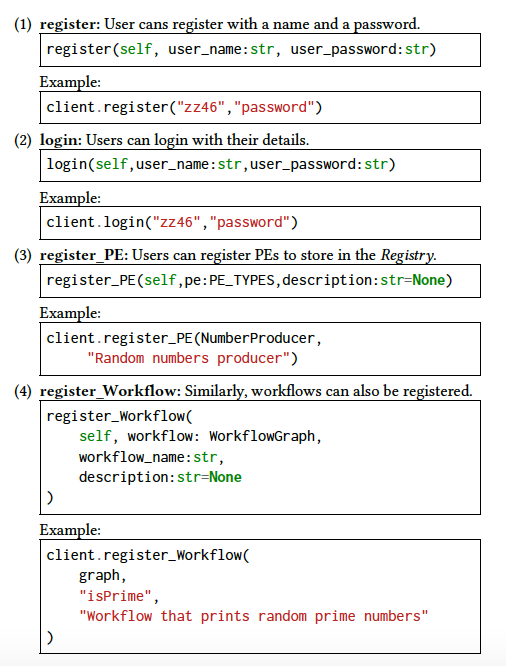 (1) register: User cans register with a name and a password.
register(self, user_name:str, user_password:str)
Example:
client.register("zz46","password")
(2) login: Users can login with their details.
login(self,user_name:str,user_password:str)
Example:
client.login("zz46","password")
(3) register_PE: Users can register PEs to store in the Registry.
register_PE(self,pe:PE_TYPES,description:str=None)
Example:
client.register_PE(NumberProducer,
"Random numbers producer")
(4) register_Workflow: Similarly, workflows can also be registered.
register_Workflow(
self, workflow: WorkflowGraph,
workflow_name:str,
description:str=None
)
Example:
client.register_Workflow(
graph,
"isPrime",
"Workflow that prints random prime numbers"
)